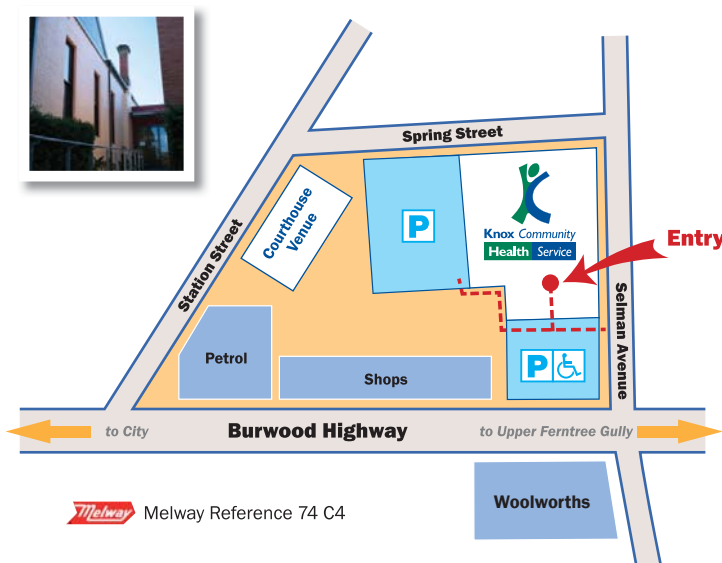 Spring Street
Courthouse
Venue
P
Knox Community
Health Service
Entry
Station Street
Selman Avenue
Petrol
Shops
P
to City
Burwood Highway
to Upper Ferntree Gully
Woolworths
Melway Melway Reference 74 C4